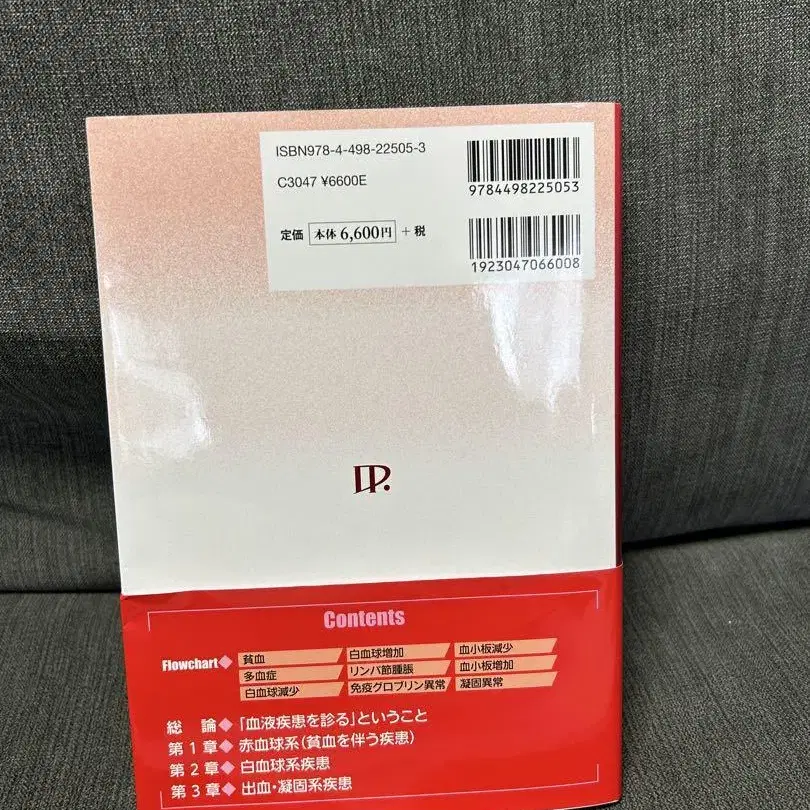 ISBN978-4-498-22505-3
C3047 ¥6600E
定価 本体 6,600円 + 税
9784498225053
1923047066008
Contents
Flowchart◆ 貧血 白血球増加 血小板減少
多血症 リンパ節腫脹 血小板増加
白血球減少 免疫グロブリン異常 凝固異常
総 論◆「血液疾患を診る」ということ
第1章◆ 赤血球系(貧血を伴う疾患)
第2章◆ 白血球系疾患
第3章◆ 出血・凝固系疾患